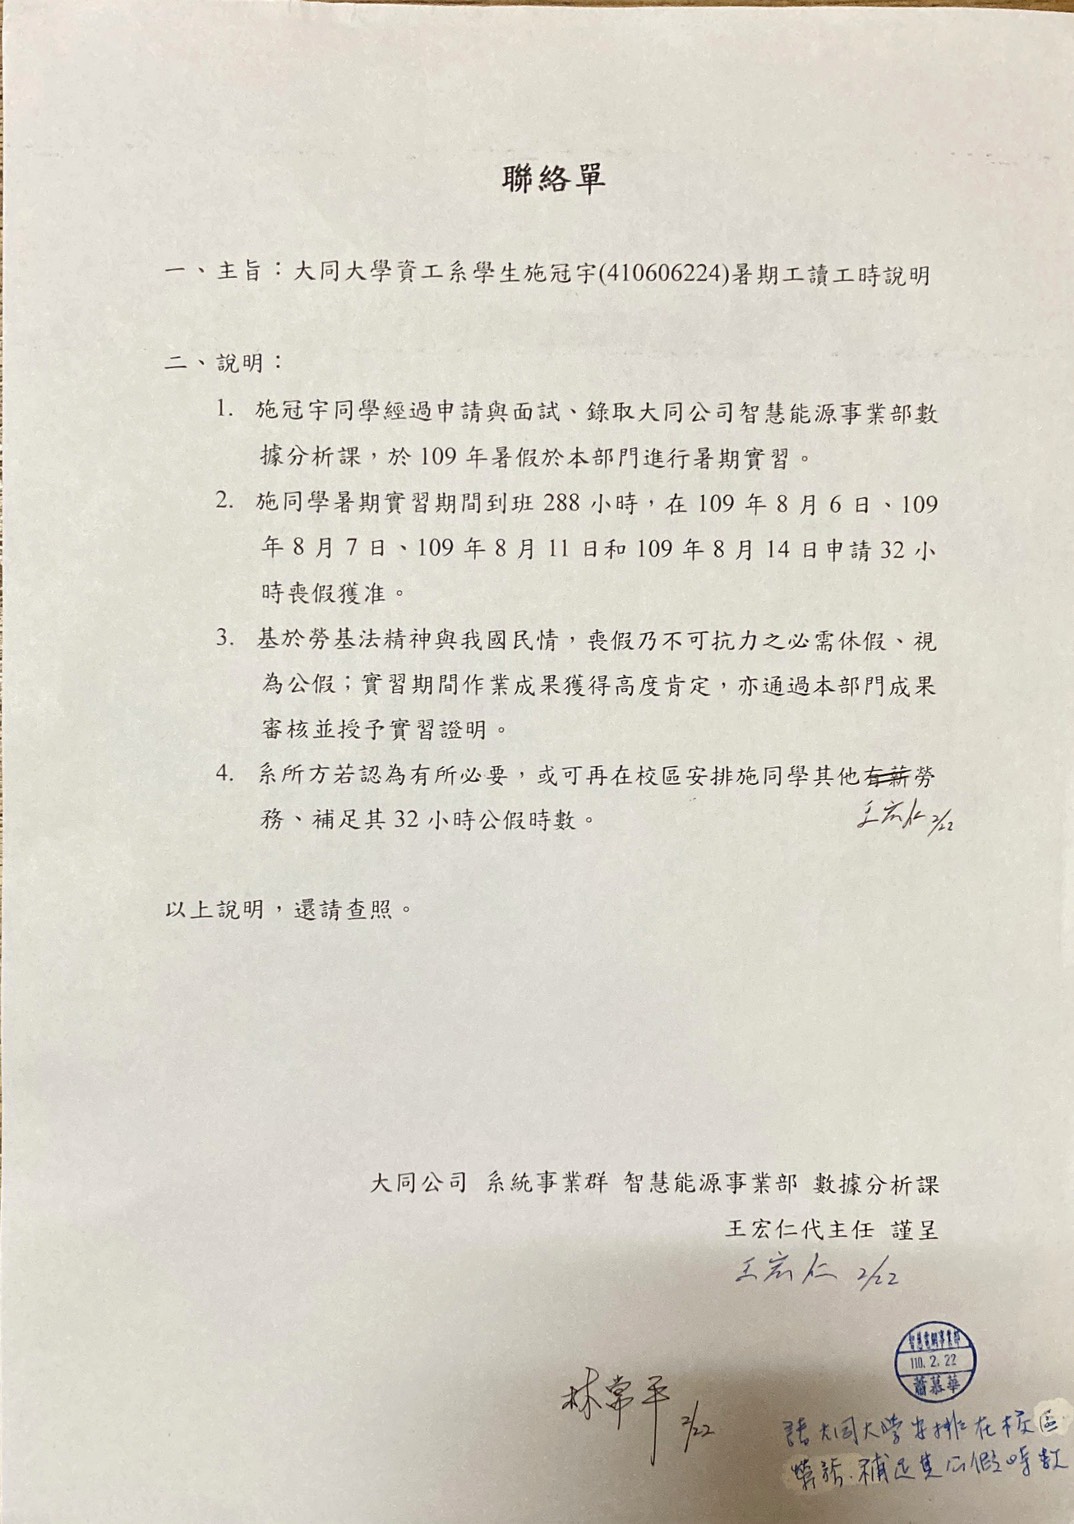 聯絡單
一、主旨：大同大學資工系學生施冠宇(410606224)暑期工讀工時說明
二、說明：
1. 施冠宇同學經過申請與面試、錄取大同公司智慧能源事業部數
據分析課，於 109 年暑假於本部門進行暑期實習。
2. 施同學暑期實習期間到班 288 小時，在 109 年 8 月 6 日、109
年 8 月 7 日、109 年 8 月 11 日和 109 年 8 月 14 日申請 32 小
時喪假獲准。
3. 基於勞基法精神與我國民情，喪假乃不可抗力之必需休假、視
為公假；實習期間作業成果獲得高度肯定，亦通過本部門成果
審核並授予實習證明。
4. 系所方若認為有所必要，或可再在校區安排施同學其他有薪勞
務、補足其 32 小時公假時數。
王宏仁 2/22
以上說明，還請查照。
大同公司 系統事業群 智慧能源事業部 數據分析課
王宏仁代主任 謹呈
王宏仁 2/22
智慧電網事業部
110. 2. 22
蕭慕華
林常平 2/22
請大同大學安排在校區
勞務、補足其公假時數